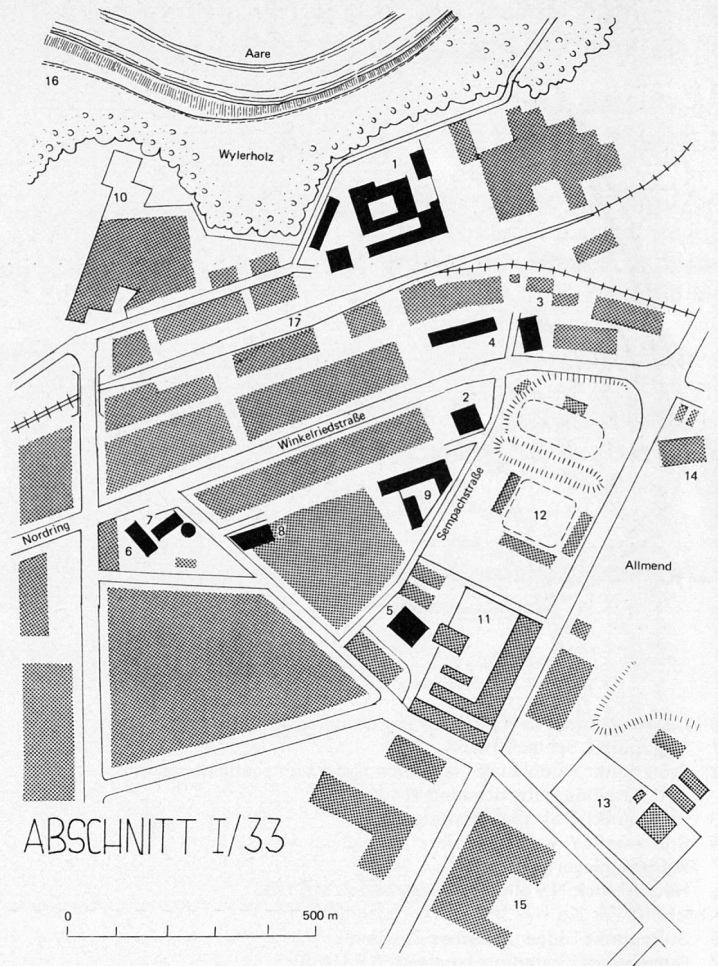 Aare
16
Wylerholz
1
10
3
17
4
2
Winkelriedstraße
9
Sempachstraße
14
12
Nordring
7
6
8
Allmend
5
11
13
ABSCHNITT I/33
15
0 500 m